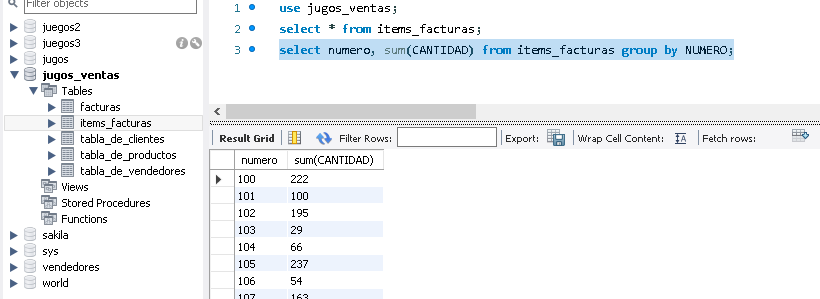 Filter objects
juegos2
juegos3
jugos
jugos_ventas
Tables
facturas
items_facturas
tabla_de_clientes
tabla_de_productos
tabla_de_vendedores
Views
Stored Procedures
Functions
sakila
sys
vendedores
world
1 use jugos_ventas;
2 select * from items_facturas;
3 select numero, sum(CANTIDAD) from items_facturas group by NUMERO;
Result Grid Filter Rows: Export: Wrap Cell Content: Fetch rows:
numero sum(CANTIDAD)
100 222
101 100
102 195
103 29
104 66
105 237
106 54
107 163